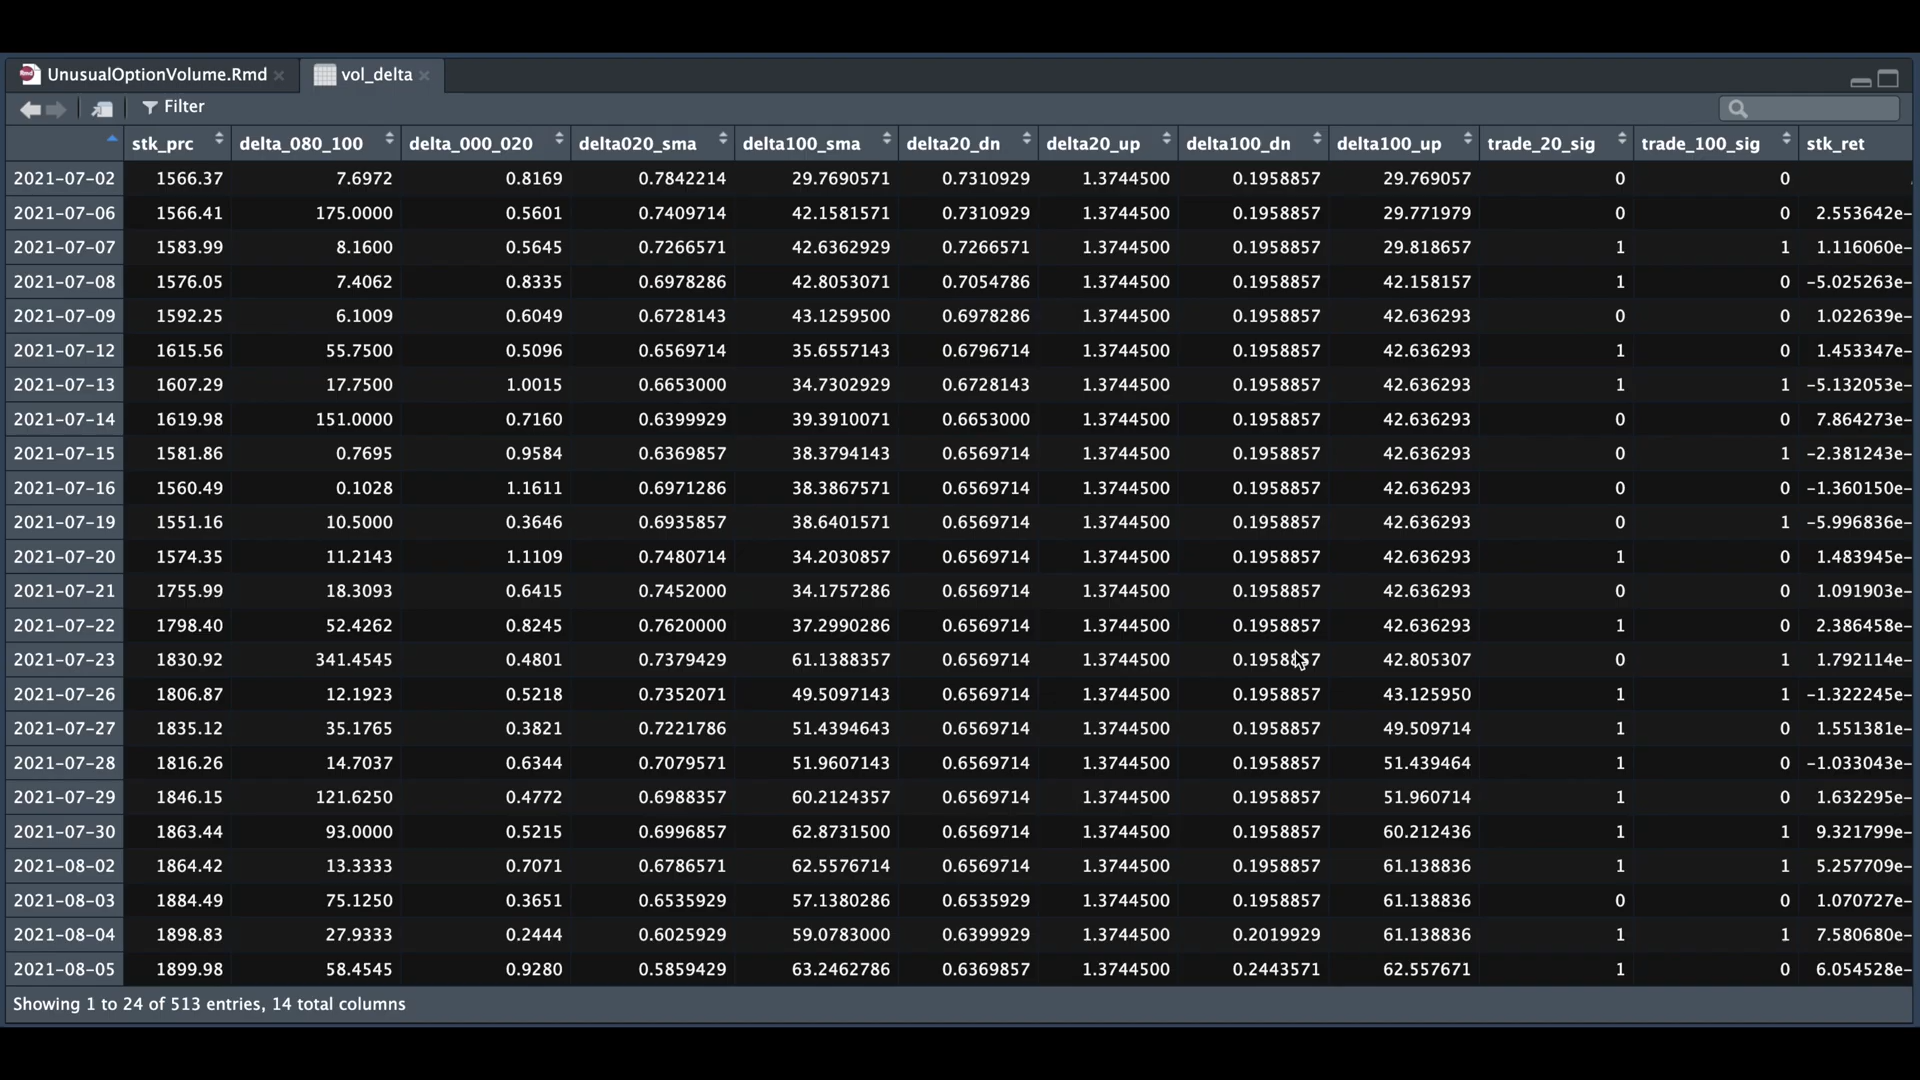 UnusualOptionVolume.Rmd × vol_delta ×
Filter
stk_prc delta_080_100 delta_000_020 delta020_sma delta100_sma delta20_dn delta20_up delta100_dn delta100_up trade_20_sig trade_100_sig stk_ret
2021-07-02 1566.37 7.6972 0.8169 0.7842214 29.7690571 0.7310929 1.3744500 0.1958857 29.769057 0 0
2021-07-06 1566.41 175.0000 0.5601 0.7409714 42.1581571 0.7310929 1.3744500 0.1958857 29.771979 0 0 2.553642e-
2021-07-07 1583.99 8.1600 0.5645 0.7266571 42.6362929 0.7266571 1.3744500 0.1958857 29.818657 1 1 1.116060e-
2021-07-08 1576.05 7.4062 0.8335 0.6978286 42.8053071 0.7054786 1.3744500 0.1958857 42.158157 1 0 -5.025263e-
2021-07-09 1592.25 6.1009 0.6049 0.6728143 43.1259500 0.6978286 1.3744500 0.1958857 42.636293 0 0 1.022639e-
2021-07-12 1615.56 55.7500 0.5096 0.6569714 35.6557143 0.6796714 1.3744500 0.1958857 42.636293 1 0 1.453347e-
2021-07-13 1607.29 17.7500 1.0015 0.6653000 34.7302929 0.6728143 1.3744500 0.1958857 42.636293 1 1 -5.132053e-
2021-07-14 1619.98 151.0000 0.7160 0.6399929 39.3910071 0.6653000 1.3744500 0.1958857 42.636293 0 0 7.864273e-
2021-07-15 1581.86 0.7695 0.9584 0.6369857 38.3794143 0.6569714 1.3744500 0.1958857 42.636293 0 1 -2.381243e-
2021-07-16 1560.49 0.1028 1.1611 0.6971286 38.3867571 0.6569714 1.3744500 0.1958857 42.636293 0 0 -1.360150e-
2021-07-19 1551.16 10.5000 0.3646 0.6935857 38.6401571 0.6569714 1.3744500 0.1958857 42.636293 0 1 -5.996836e-
2021-07-20 1574.35 11.2143 1.1109 0.7480714 34.2030857 0.6569714 1.3744500 0.1958857 42.636293 1 0 1.483945e-
2021-07-21 1755.99 18.3093 0.6415 0.7452000 34.1757286 0.6569714 1.3744500 0.1958857 42.636293 0 0 1.091903e-
2021-07-22 1798.40 52.4262 0.8245 0.7620000 37.2990286 0.6569714 1.3744500 0.1958857 42.636293 1 0 2.386458e-
2021-07-23 1830.92 341.4545 0.4801 0.7379429 61.1388357 0.6569714 1.3744500 0.1958857 42.805307 0 1 1.792114e-
2021-07-26 1806.87 12.1923 0.5218 0.7352071 49.5097143 0.6569714 1.3744500 0.1958857 43.125950 1 1 -1.322245e-
2021-07-27 1835.12 35.1765 0.3821 0.7221786 51.4394643 0.6569714 1.3744500 0.1958857 49.509714 1 0 1.551381e-
2021-07-28 1816.26 14.7037 0.6344 0.7079571 51.9607143 0.6569714 1.3744500 0.1958857 51.439464 1 0 -1.033043e-
2021-07-29 1846.15 121.6250 0.4772 0.6988357 60.2124357 0.6569714 1.3744500 0.1958857 51.960714 1 0 1.632295e-
2021-07-30 1863.44 93.0000 0.5215 0.6996857 62.8731500 0.6569714 1.3744500 0.1958857 60.212436 1 1 9.321799e-
2021-08-02 1864.42 13.3333 0.7071 0.6786571 62.5576714 0.6569714 1.3744500 0.1958857 61.138836 1 1 5.257709e-
2021-08-03 1884.49 75.1250 0.3651 0.6535929 57.1380286 0.6535929 1.3744500 0.1958857 61.138836 0 0 1.070727e-
2021-08-04 1898.83 27.9333 0.2444 0.6025929 59.0783000 0.6399929 1.3744500 0.2019929 61.138836 1 1 7.580680e-
2021-08-05 1899.98 58.4545 0.9280 0.5859429 63.2462786 0.6369857 1.3744500 0.2443571 62.557671 1 0 6.054528e-
Showing 1 to 24 of 513 entries, 14 total columns